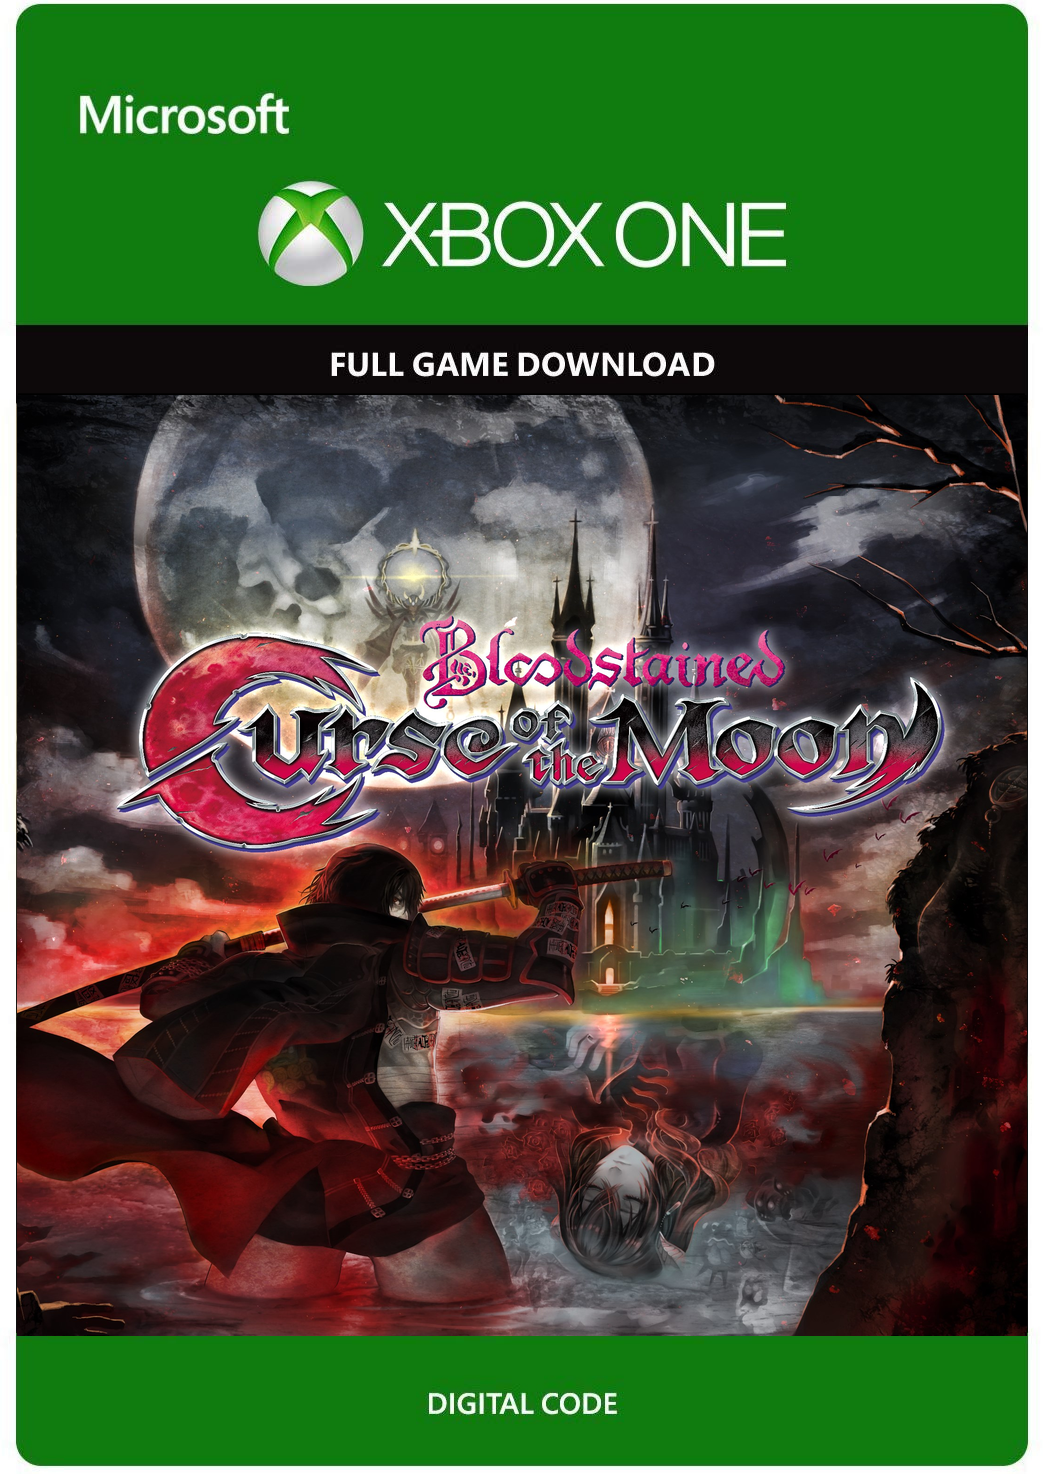 Microsoft
XBOX ONE
FULL GAME DOWNLOAD
Bloodstained
Curse of the Moon
DIGITAL CODE